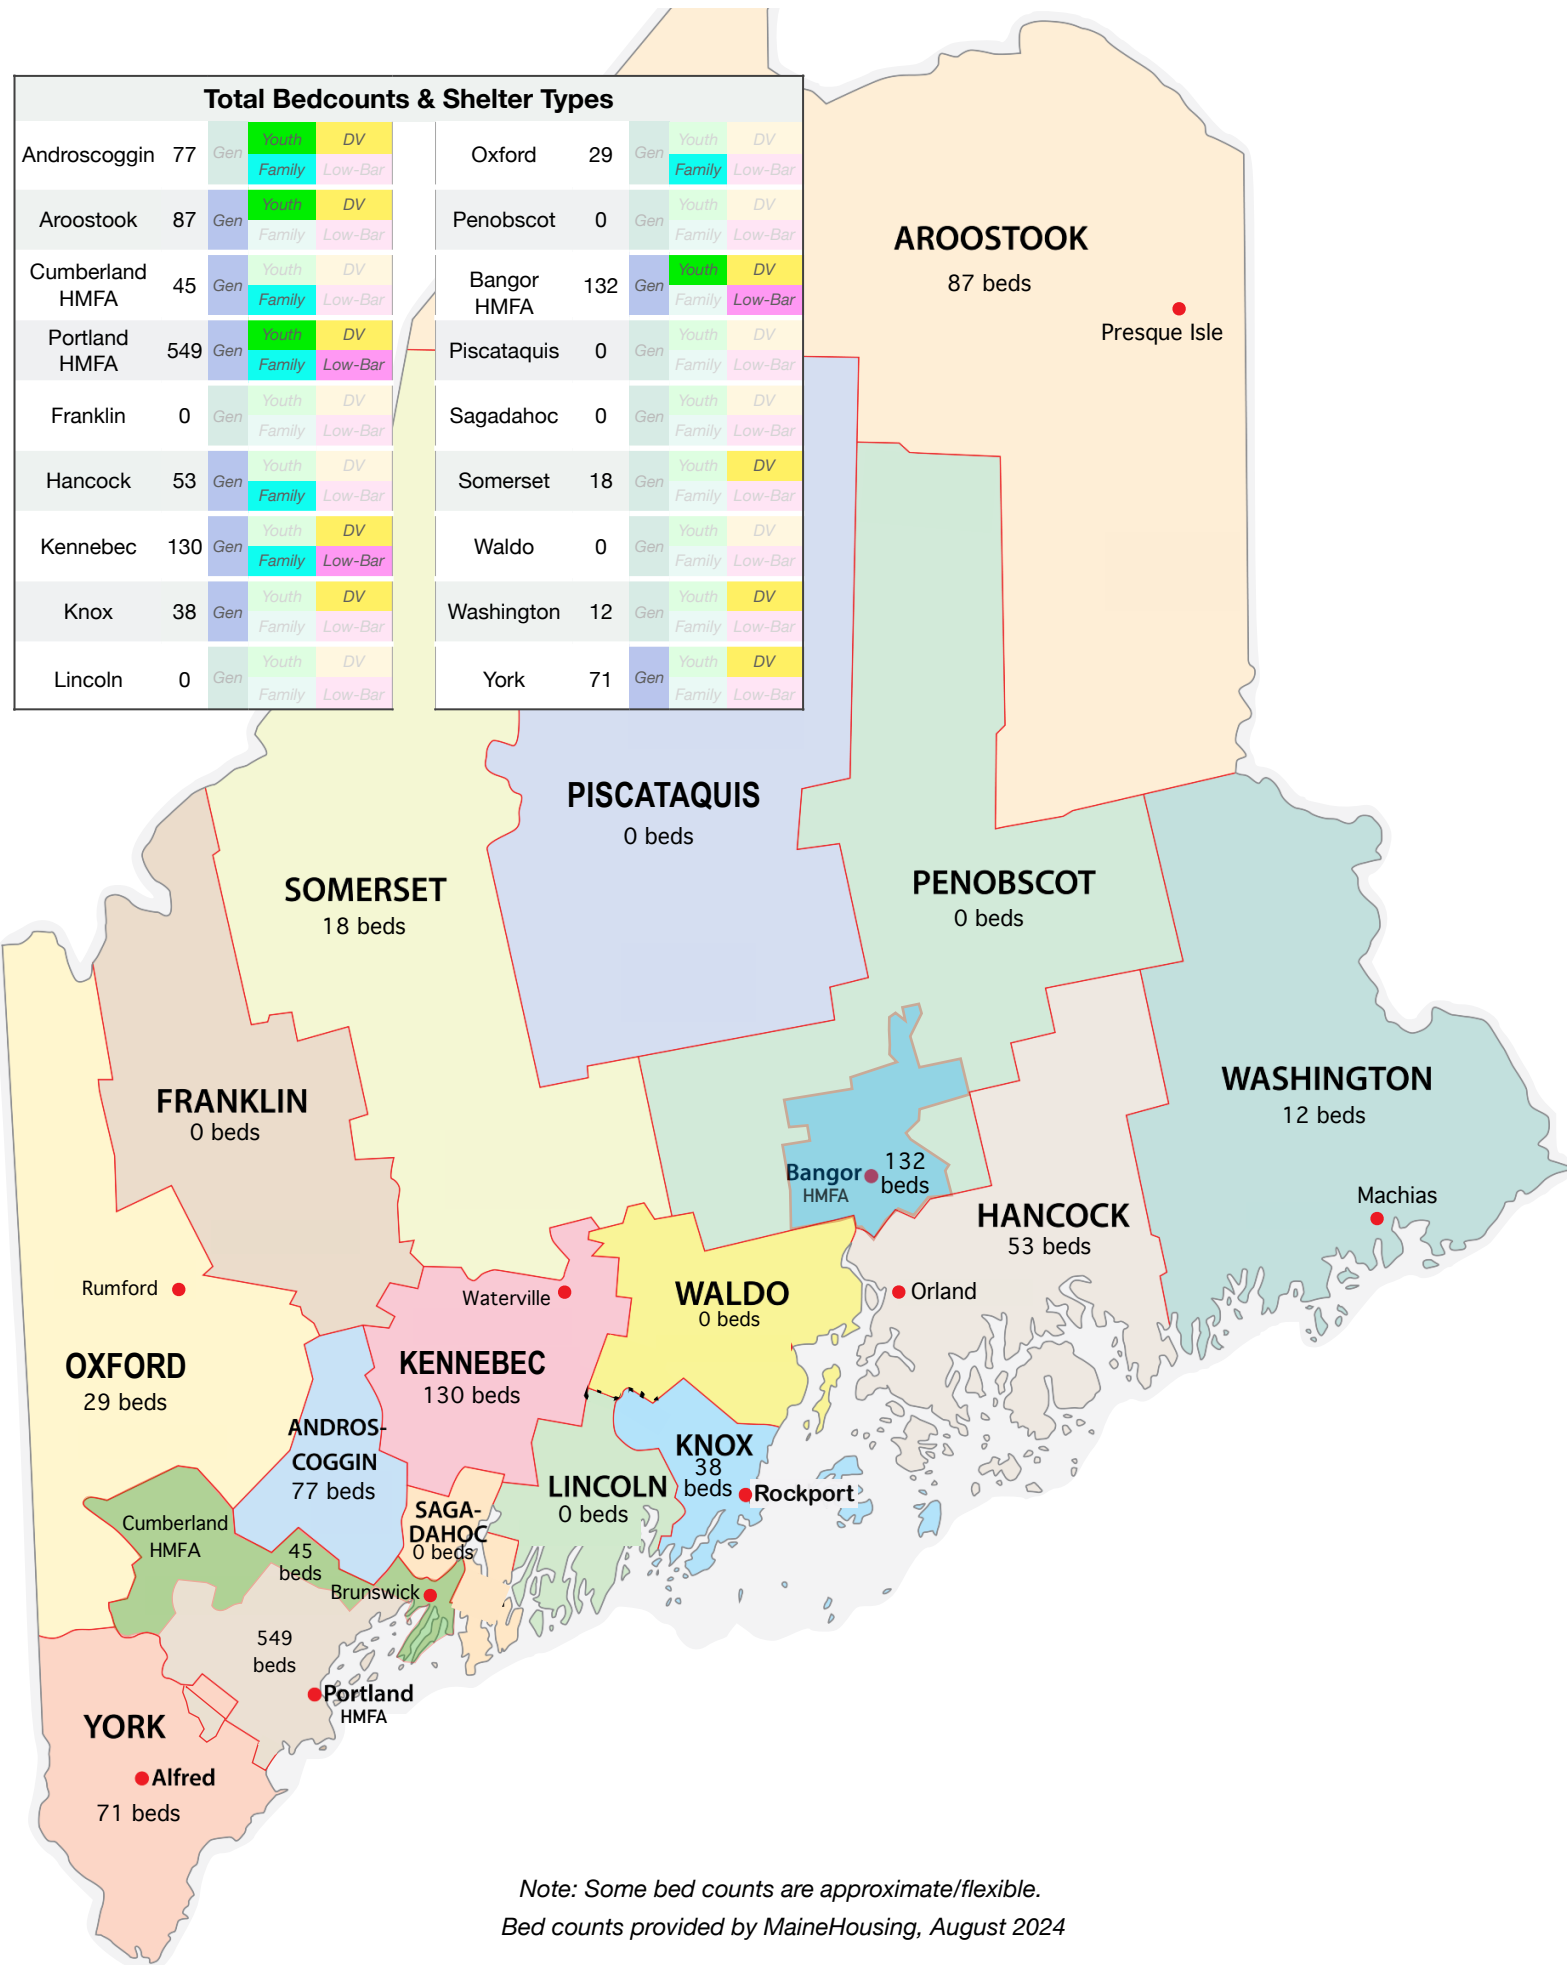 Total Bedcounts & Shelter Types
Androscoggin 77 Gen Youth DV Family Low-Bar
Aroostook 87 Gen Youth DV Family Low-Bar
Cumberland HMFA 45 Gen Youth DV Family Low-Bar
Portland HMFA 549 Gen Youth DV Family Low-Bar
Franklin 0 Gen Youth DV Family Low-Bar
Hancock 53 Gen Youth DV Family Low-Bar
Kennebec 130 Gen Youth DV Family Low-Bar
Knox 38 Gen Youth DV Family Low-Bar
Lincoln 0 Gen Youth DV Family Low-Bar
Oxford 29 Gen Youth DV Family Low-Bar
Penobscot 0 Gen Youth DV Family Low-Bar
Bangor HMFA 132 Gen Youth DV Family Low-Bar
Piscataquis 0 Gen Youth DV Family Low-Bar
Sagadahoc 0 Gen Youth DV Family Low-Bar
Somerset 18 Gen Youth DV Family Low-Bar
Waldo 0 Gen Youth DV Family Low-Bar
Washington 12 Gen Youth DV Family Low-Bar
York 71 Gen Youth DV Family Low-Bar
AROOSTOOK
87 beds
Presque Isle
PISCATAQUIS
0 beds
SOMERSET
18 beds
PENOBSCOT
0 beds
FRANKLIN
0 beds
WASHINGTON
12 beds
Machias
Bangor
HMFA
132
beds
HANCOCK
53 beds
Orland
Rumford
OXFORD
29 beds
Waterville
KENNEBEC
130 beds
WALDO
0 beds
ANDROS-
COGGIN
77 beds
KNOX
38
beds
Rockport
LINCOLN
0 beds
SAGA-
DAHOC
0 beds
Cumberland
HMFA
45
beds
Brunswick
549
beds
Portland
HMFA
YORK
Alfred
71 beds
Note: Some bed counts are approximate/flexible.
Bed counts provided by MaineHousing, August 2024